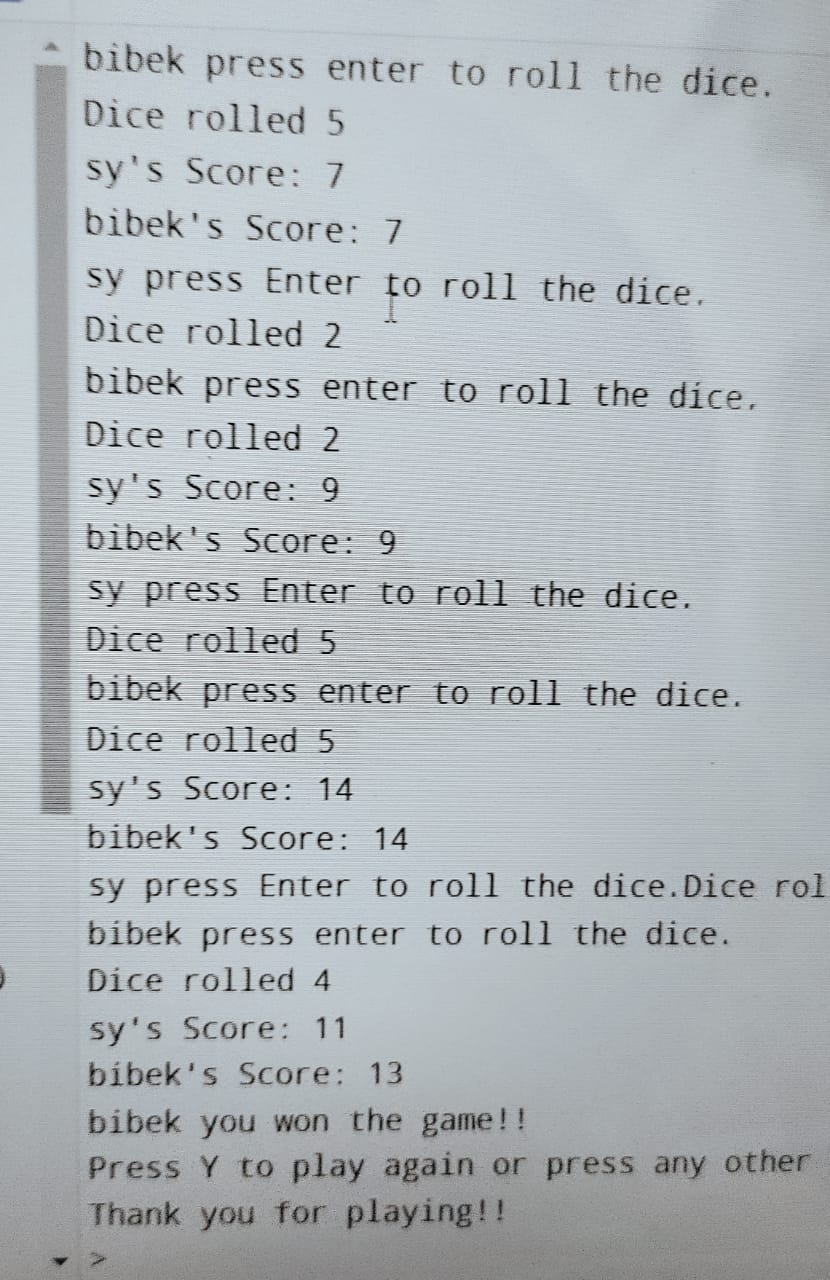 bibek press enter to roll the dice.
Dice rolled 5
sy's Score: 7
bibek's Score: 7
sy press Enter to roll the dice.
Dice rolled 2
bibek press enter to roll the dice.
Dice rolled 2
sy's Score: 9
bibek's Score: 9
sy press Enter to roll the dice.
Dice rolled 5
bibek press enter to roll the dice.
Dice rolled 5
sy's Score: 14
bibek's Score: 14
sy press Enter to roll the dice.Dice rol
bibek press enter to roll the dice.
Dice rolled 4
sy's Score: 11
bibek's Score: 13
bibek you won the game!!
Press Y to play again or press any other
Thank you for playing!!
>